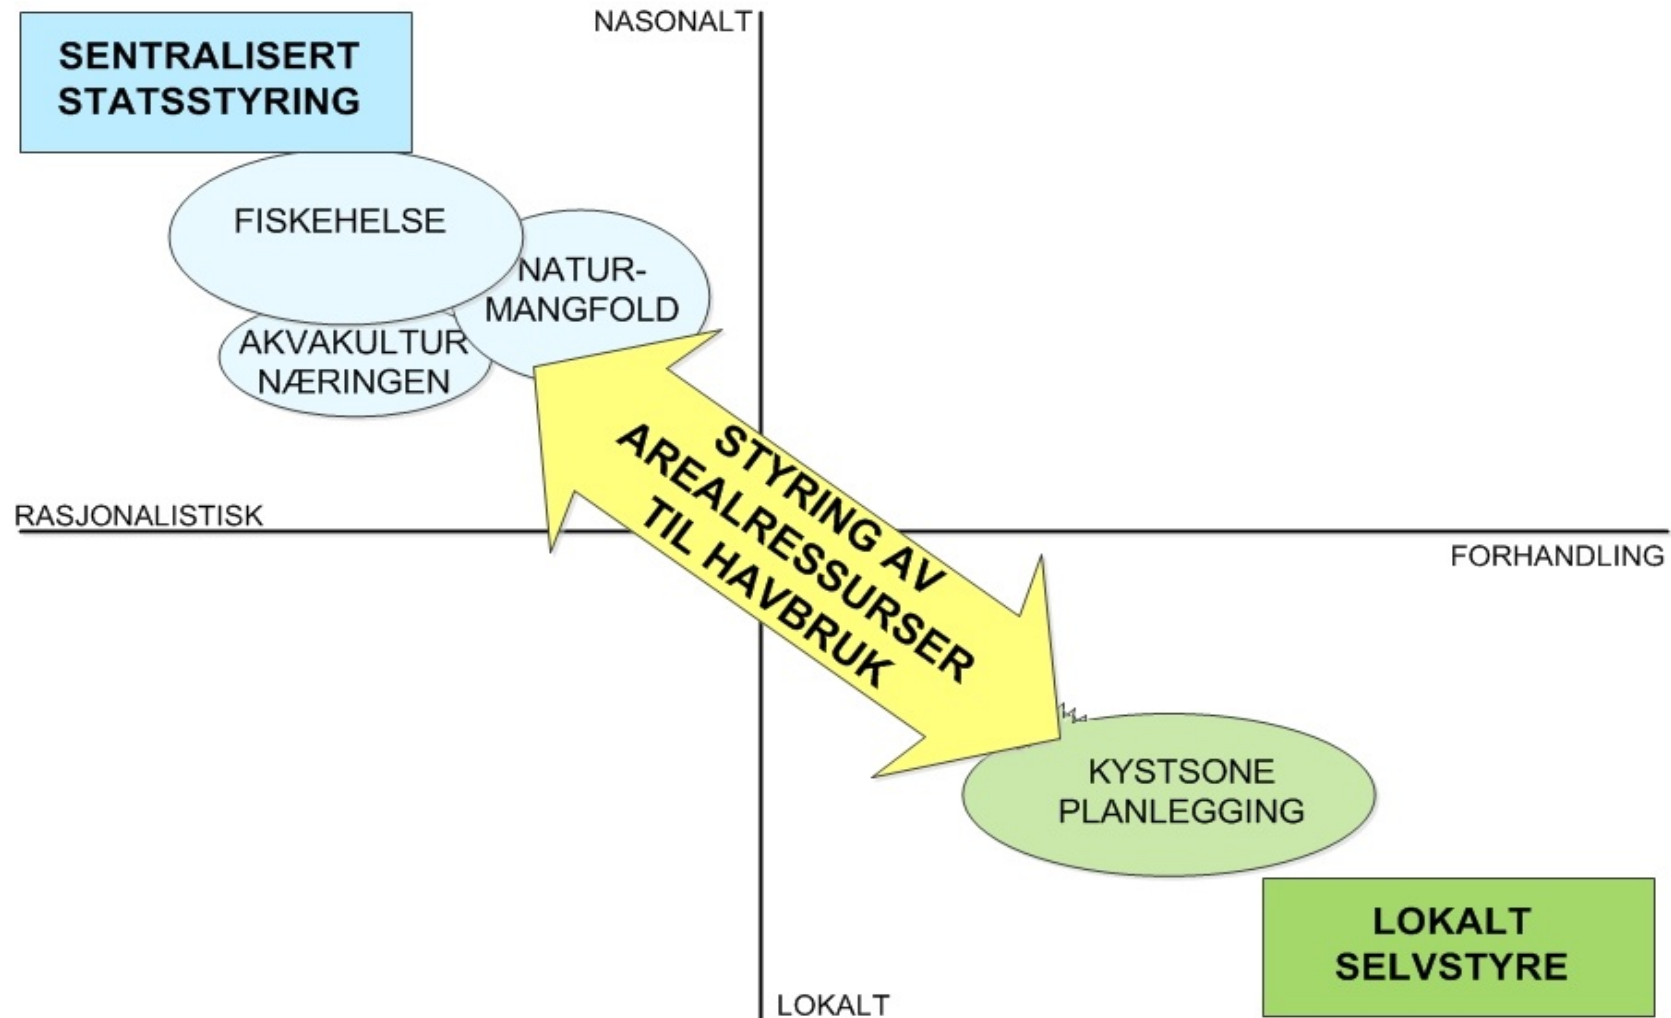 NASONALT
SENTRALISERT
STATSSTYRING
FISKEHELSE
NATUR-
MANGFOLD
AKVAKULTUR
NÆRINGEN
RASJONALISTISK
FORHANDLING
STYRING AV
AREALRESSURSER
TIL HAVBRUK
KYSTSONE
PLANLEGGING
LOKALT
SELVSTYRE
LOKALT